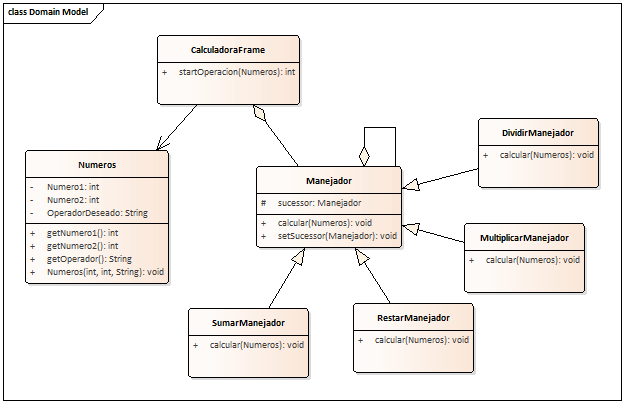 class Domain Model
CalculadoraFrame
+ startOperacion(Numeros): int
Numeros
- Numero1: int
- Numero2: int
- OperadorDeseado: String
+ getNumero1(): int
+ getNumero2(): int
+ getOperador(): String
+ Numeros(int, int, String): void
Manejador
# sucessor: Manejador
+ calcular(Numeros): void
+ setSucessor(Manejador): void
DividirManejador
+ calcular(Numeros): void
MultiplicarManejador
+ calcular(Numeros): void
SumarManejador
+ calcular(Numeros): void
RestarManejador
+ calcular(Numeros): void